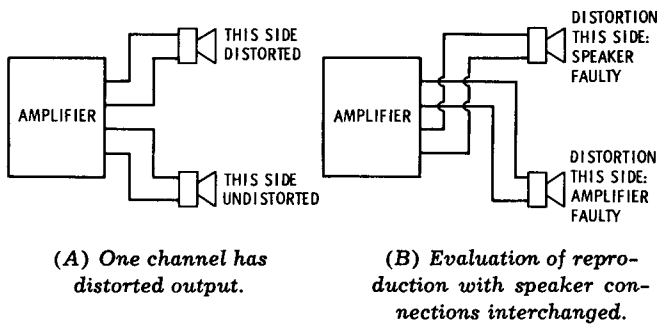 THIS SIDE
DISTORTED
AMPLIFIER
THIS SIDE
UNDISTORTED
(A) One channel has
distorted output.
DISTORTION
THIS SIDE:
SPEAKER
FAULTY
AMPLIFIER
DISTORTION
THIS SIDE:
AMPLIFIER
FAULTY
(B) Evaluation of repro-
duction with speaker con-
nections interchanged.